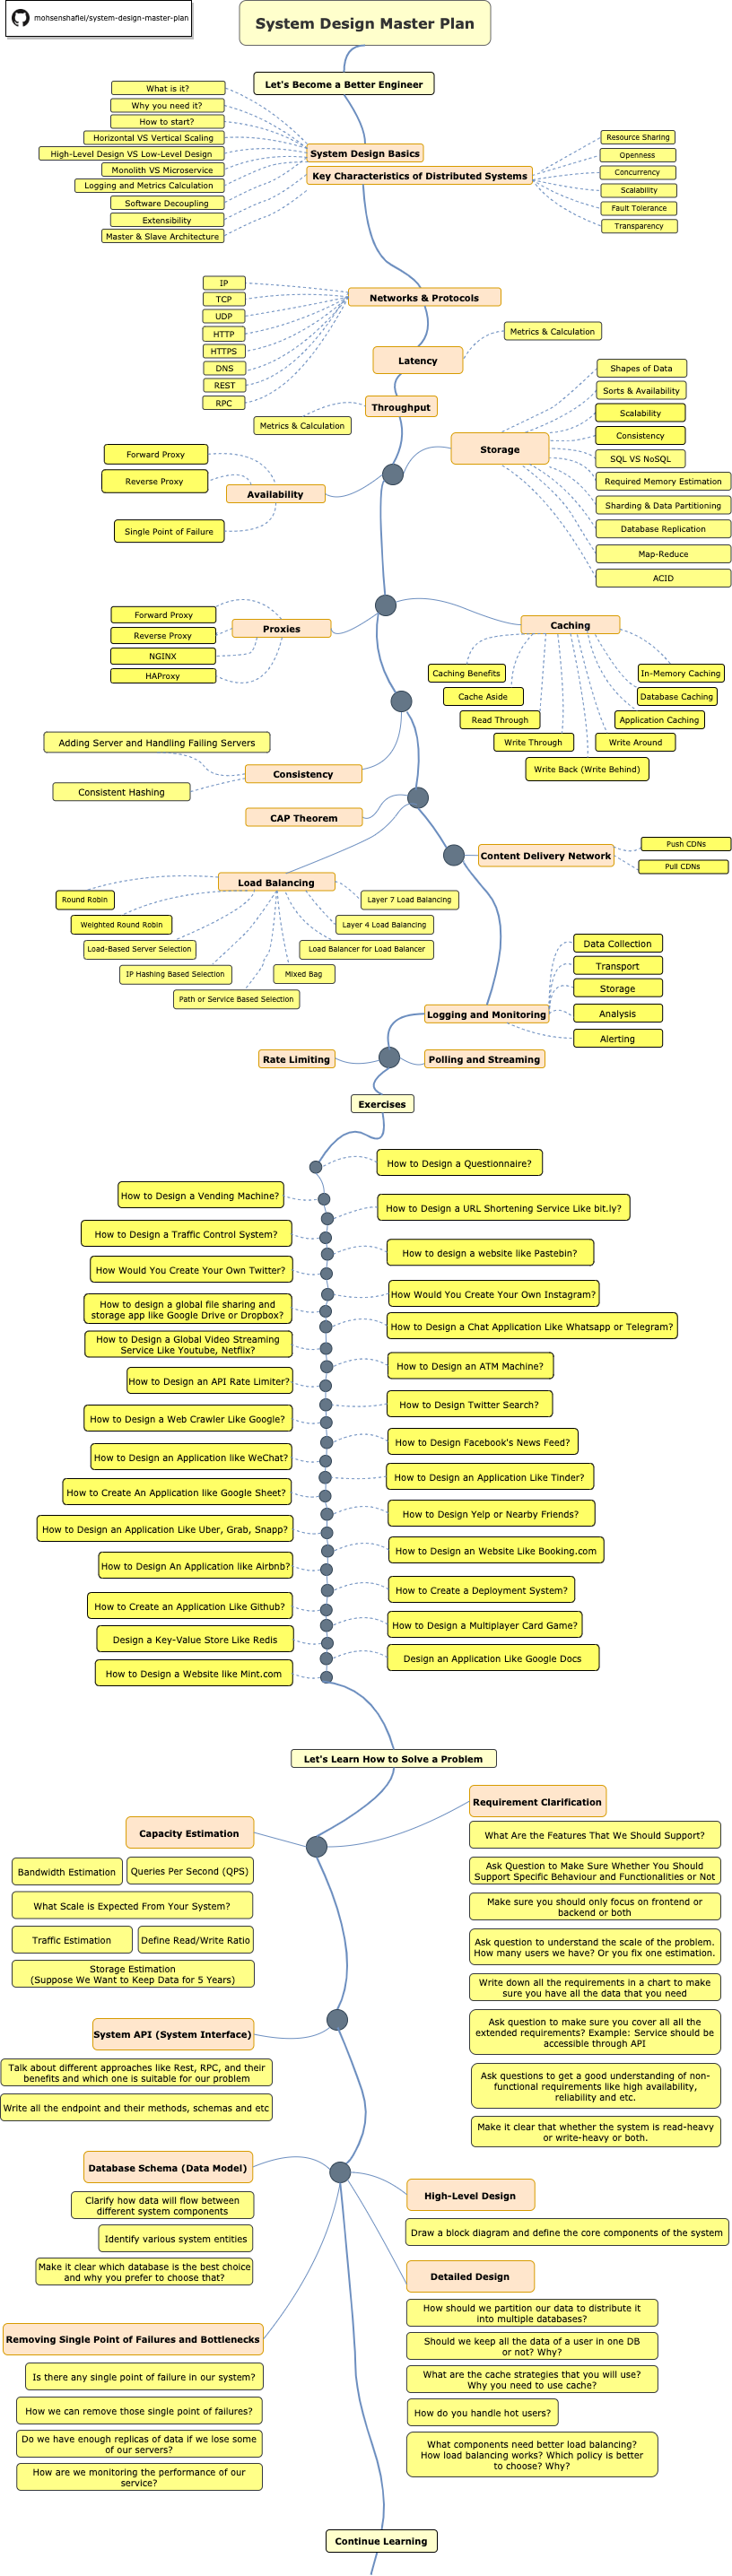 mohsenshafiei/system-design-master-plan
System Design Master Plan
Let's Become a Better Engineer
What is it?
Why you need it?
How to start?
Horizontal VS Vertical Scaling
High-Level Design VS Low-Level Design
Monolith VS Microservice
Logging and Metrics Calculation
Software Decoupling
Extensibility
Master & Slave Architecture
System Design Basics
Key Characteristics of Distributed Systems
Resource Sharing
Openness
Concurrency
Scalability
Fault Tolerance
Transparency
IP
TCP
UDP
HTTP
HTTPS
DNS
REST
RPC
Networks & Protocols
Latency
Metrics & Calculation
Throughput
Metrics & Calculation
Storage
Shapes of Data
Sorts & Availability
Scalability
Consistency
SQL VS NoSQL
Required Memory Estimation
Sharding & Data Partitioning
Database Replication
Map-Reduce
ACID
Forward Proxy
Reverse Proxy
Single Point of Failure
Availability
Forward Proxy
Reverse Proxy
NGINX
HAProxy
Proxies
Caching
Caching Benefits
Cache Aside
Read Through
Write Through
Write Back (Write Behind)
Write Around
Application Caching
Database Caching
In-Memory Caching
Adding Server and Handling Failing Servers
Consistent Hashing
Consistency
CAP Theorem
Content Delivery Network
Push CDNs
Pull CDNs
Load Balancing
Round Robin
Weighted Round Robin
Load-Based Server Selection
IP Hashing Based Selection
Path or Service Based Selection
Mixed Bag
Load Balancer for Load Balancer
Layer 4 Load Balancing
Layer 7 Load Balancing
Logging and Monitoring
Data Collection
Transport
Storage
Analysis
Alerting
Rate Limiting
Polling and Streaming
Exercises
How to Design a Questionnaire?
How to Design a Vending Machine?
How to Design a URL Shortening Service Like bit.ly?
How to Design a Traffic Control System?
How to design a website like Pastebin?
How Would You Create Your Own Twitter?
How Would You Create Your Own Instagram?
How to design a global file sharing and
storage app like Google Drive or Dropbox?
How to Design a Chat Application Like Whatsapp or Telegram?
How to Design a Global Video Streaming
Service Like Youtube, Netflix?
How to Design an ATM Machine?
How to Design an API Rate Limiter?
How to Design Twitter Search?
How to Design a Web Crawler Like Google?
How to Design Facebook's News Feed?
How to Design an Application like WeChat?
How to Design an Application Like Tinder?
How to Create An Application like Google Sheet?
How to Design Yelp or Nearby Friends?
How to Design an Application Like Uber, Grab, Snapp?
How to Design an Website Like Booking.com
How to Design An Application like Airbnb?
How to Create a Deployment System?
How to Create an Application Like Github?
How to Design a Multiplayer Card Game?
Design a Key-Value Store Like Redis
Design an Application Like Google Docs
How to Design a Website like Mint.com
Let's Learn How to Solve a Problem
Requirement Clarification
What Are the Features That We Should Support?
Ask Question to Make Sure Whether You Should
Support Specific Behaviour and Functionalities or Not
Make sure you should only focus on frontend or
backend or both
Ask question to understand the scale of the problem.
How many users we have? Or you fix one estimation.
Write down all the requirements in a chart to make
sure you have all the data that you need
Ask question to make sure you cover all all the
extended requirements? Example: Service should be
accessible through API
Ask questions to get a good understanding of non-
functional requirements like high availability,
reliability and etc.
Make it clear that whether the system is read-heavy
or write-heavy or both.
Capacity Estimation
Bandwidth Estimation
Queries Per Second (QPS)
What Scale is Expected From Your System?
Traffic Estimation
Define Read/Write Ratio
Storage Estimation
(Suppose We Want to Keep Data for 5 Years)
System API (System Interface)
Talk about different approaches like Rest, RPC, and their
benefits and which one is suitable for our problem
Write all the endpoint and their methods, schemas and etc
Database Schema (Data Model)
Clarify how data will flow between
different system components
Identify various system entities
Make it clear which database is the best choice
and why you prefer to choose that?
High-Level Design
Draw a block diagram and define the core components of the system
Detailed Design
How should we partition our data to distribute it
into multiple databases?
Should we keep all the data of a user in one DB
or not? Why?
What are the cache strategies that you will use?
Why you need to use cache?
How do you handle hot users?
What components need better load balancing?
How load balancing works? Which policy is better
to choose? Why?
Removing Single Point of Failures and Bottlenecks
Is there any single point of failure in our system?
How we can remove those single point of failures?
Do we have enough replicas of data if we lose some
of our servers?
How are we monitoring the performance of our
service?
Continue Learning